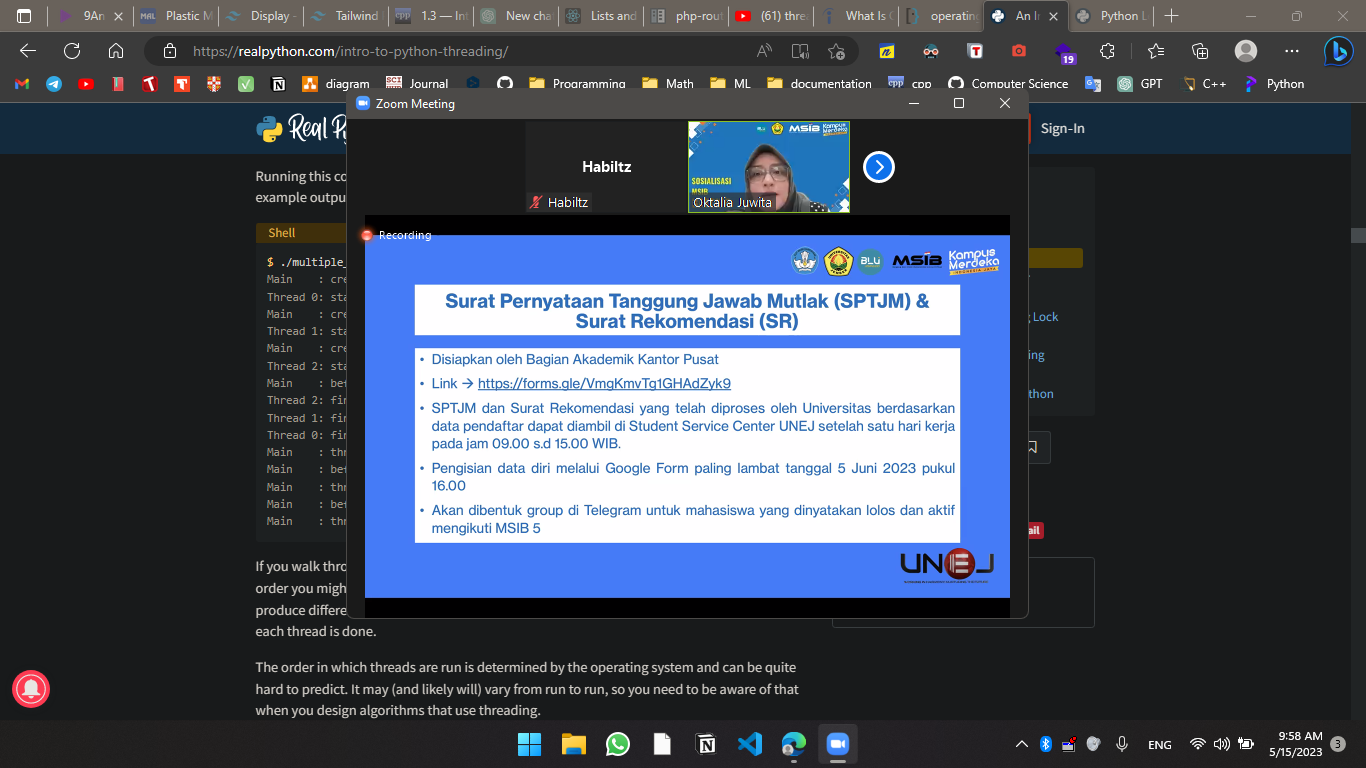 9An
Plastic M
Display -
Tailwind
1.3 — Int
New cha
Lists and
php-rout
(61) thre
What Is C
operating
An In
Python L
https://realpython.com/intro-to-python-threading/
19
diagram
Journal
Programming
Math
ML
documentation
cpp
Computer Science
GPT
C++
Python
Real P
Sign-In
Zoom Meeting
Habiltz
Habiltz
MSIB
Kampus
Merdeka
SOSIALISASI
MSIB
Oktalia Juwita
Recording
BLU
MSIB
Kampus
Merdeka
INDONESIA JAYA
Surat Pernyataan Tanggung Jawab Mutlak (SPTJM) &
Surat Rekomendasi (SR)
• Disiapkan oleh Bagian Akademik Kantor Pusat
• Link → https://forms.gle/VmgKmvTg1GHAdZyk9
• SPTJM dan Surat Rekomendasi yang telah diproses oleh Universitas berdasarkan
data pendaftar dapat diambil di Student Service Center UNEJ setelah satu hari kerja
pada jam 09.00 s.d 15.00 WIB.
• Pengisian data diri melalui Google Form paling lambat tanggal 5 Juni 2023 pukul
16.00
• Akan dibentuk group di Telegram untuk mahasiswa yang dinyatakan lolos dan aktif
mengikuti MSIB 5
UNEJ
Running this co
example outpu
Shell
$ ./multiple_
Main : cre
Thread 0: sta
Main : cre
Thread 1: sta
Main : cre
Thread 2: sta
Main : bef
Thread 2: fin
Thread 1: fin
Thread 0: fin
Main : thr
Main : bef
Main : thr
Main : bef
Main : thr
Lock
ing
thon
ail
If you walk thro
order you migh
produce differe
each thread is done.
The order in which threads are run is determined by the operating system and can be quite
hard to predict. It may (and likely will) vary from run to run, so you need to be aware of that
when you design algorithms that use threading.
ENG
9:58 AM
5/15/2023
3